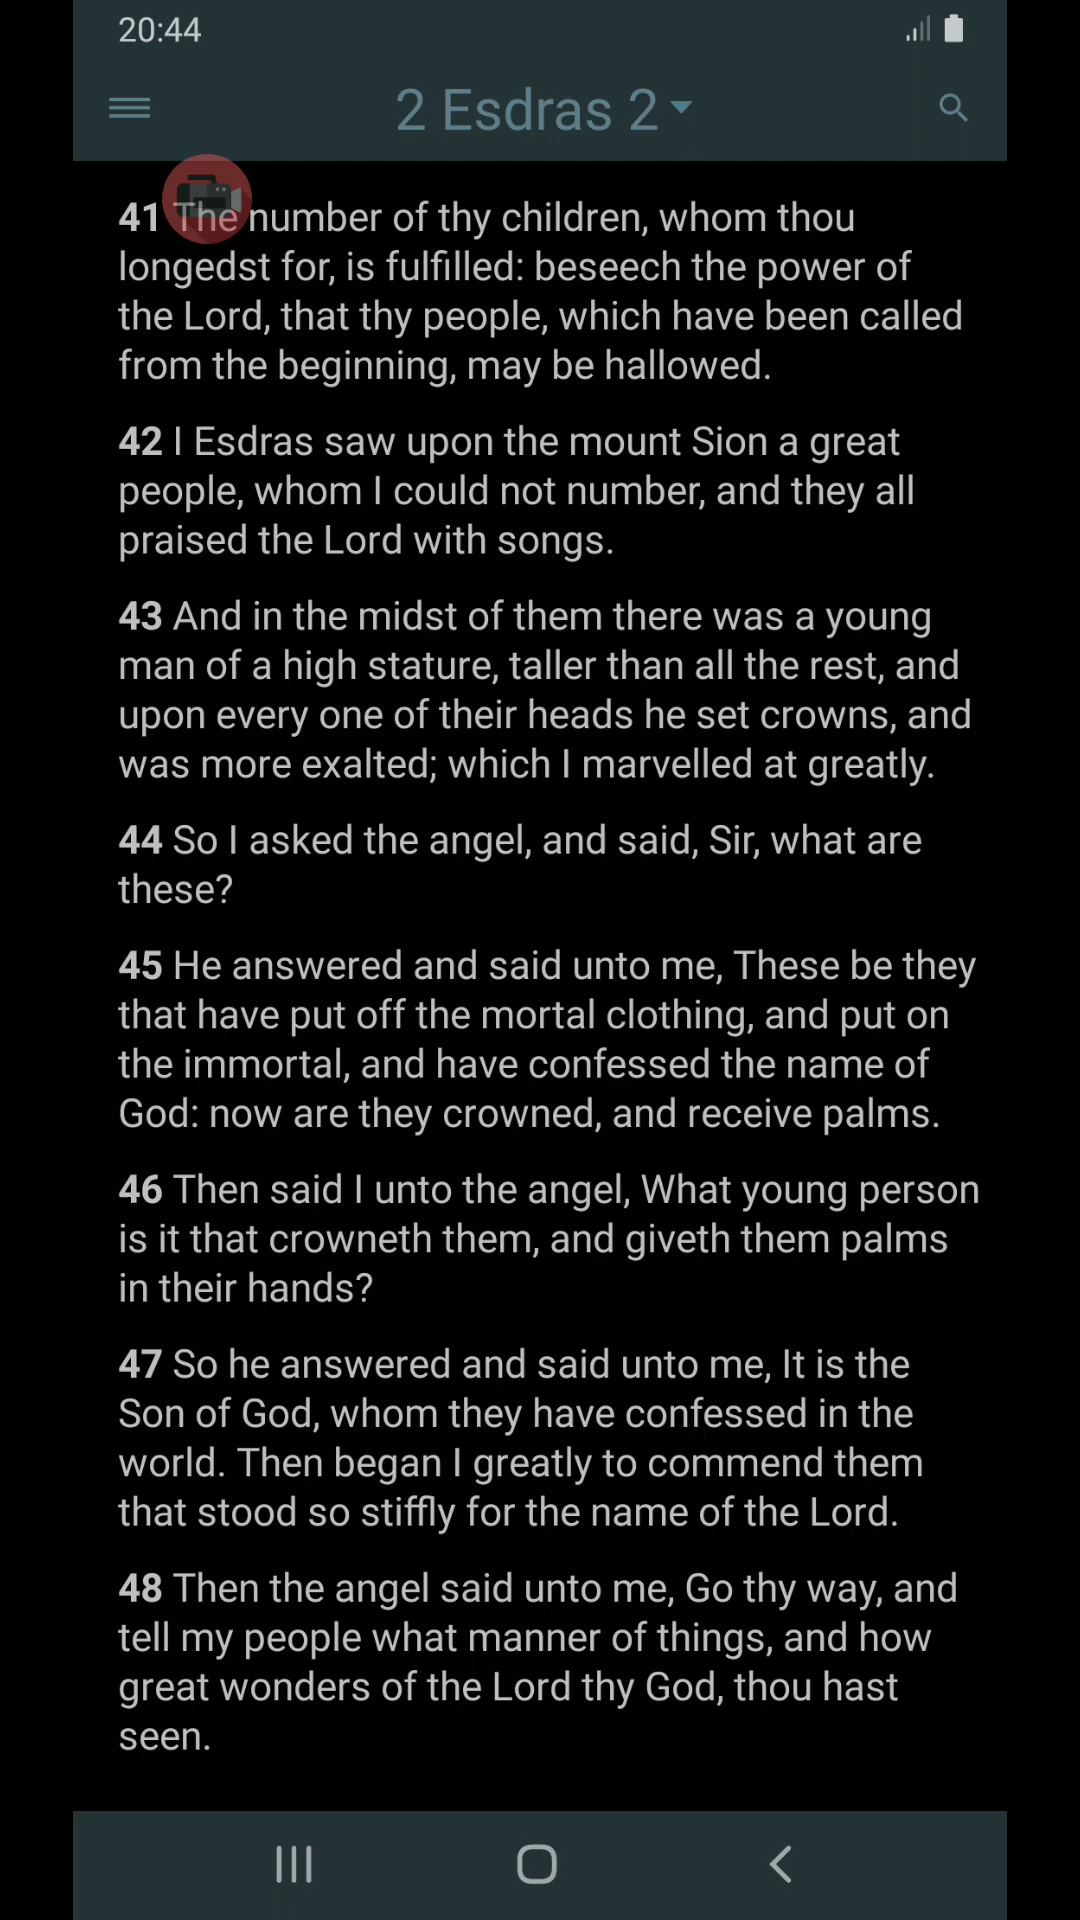 20:44
2 Esdras 2
41 The number of thy children, whom thou
longedst for, is fulfilled: beseech the power of
the Lord, that thy people, which have been called
from the beginning, may be hallowed.
42 I Esdras saw upon the mount Sion a great
people, whom I could not number, and they all
praised the Lord with songs.
43 And in the midst of them there was a young
man of a high stature, taller than all the rest, and
upon every one of their heads he set crowns, and
was more exalted; which I marvelled at greatly.
44 So I asked the angel, and said, Sir, what are
these?
45 He answered and said unto me, These be they
that have put off the mortal clothing, and put on
the immortal, and have confessed the name of
God: now are they crowned, and receive palms.
46 Then said I unto the angel, What young person
is it that crowneth them, and giveth them palms
in their hands?
47 So he answered and said unto me, It is the
Son of God, whom they have confessed in the
world. Then began I greatly to commend them
that stood so stiffly for the name of the Lord.
48 Then the angel said unto me, Go thy way, and
tell my people what manner of things, and how
great wonders of the Lord thy God, thou hast
seen.